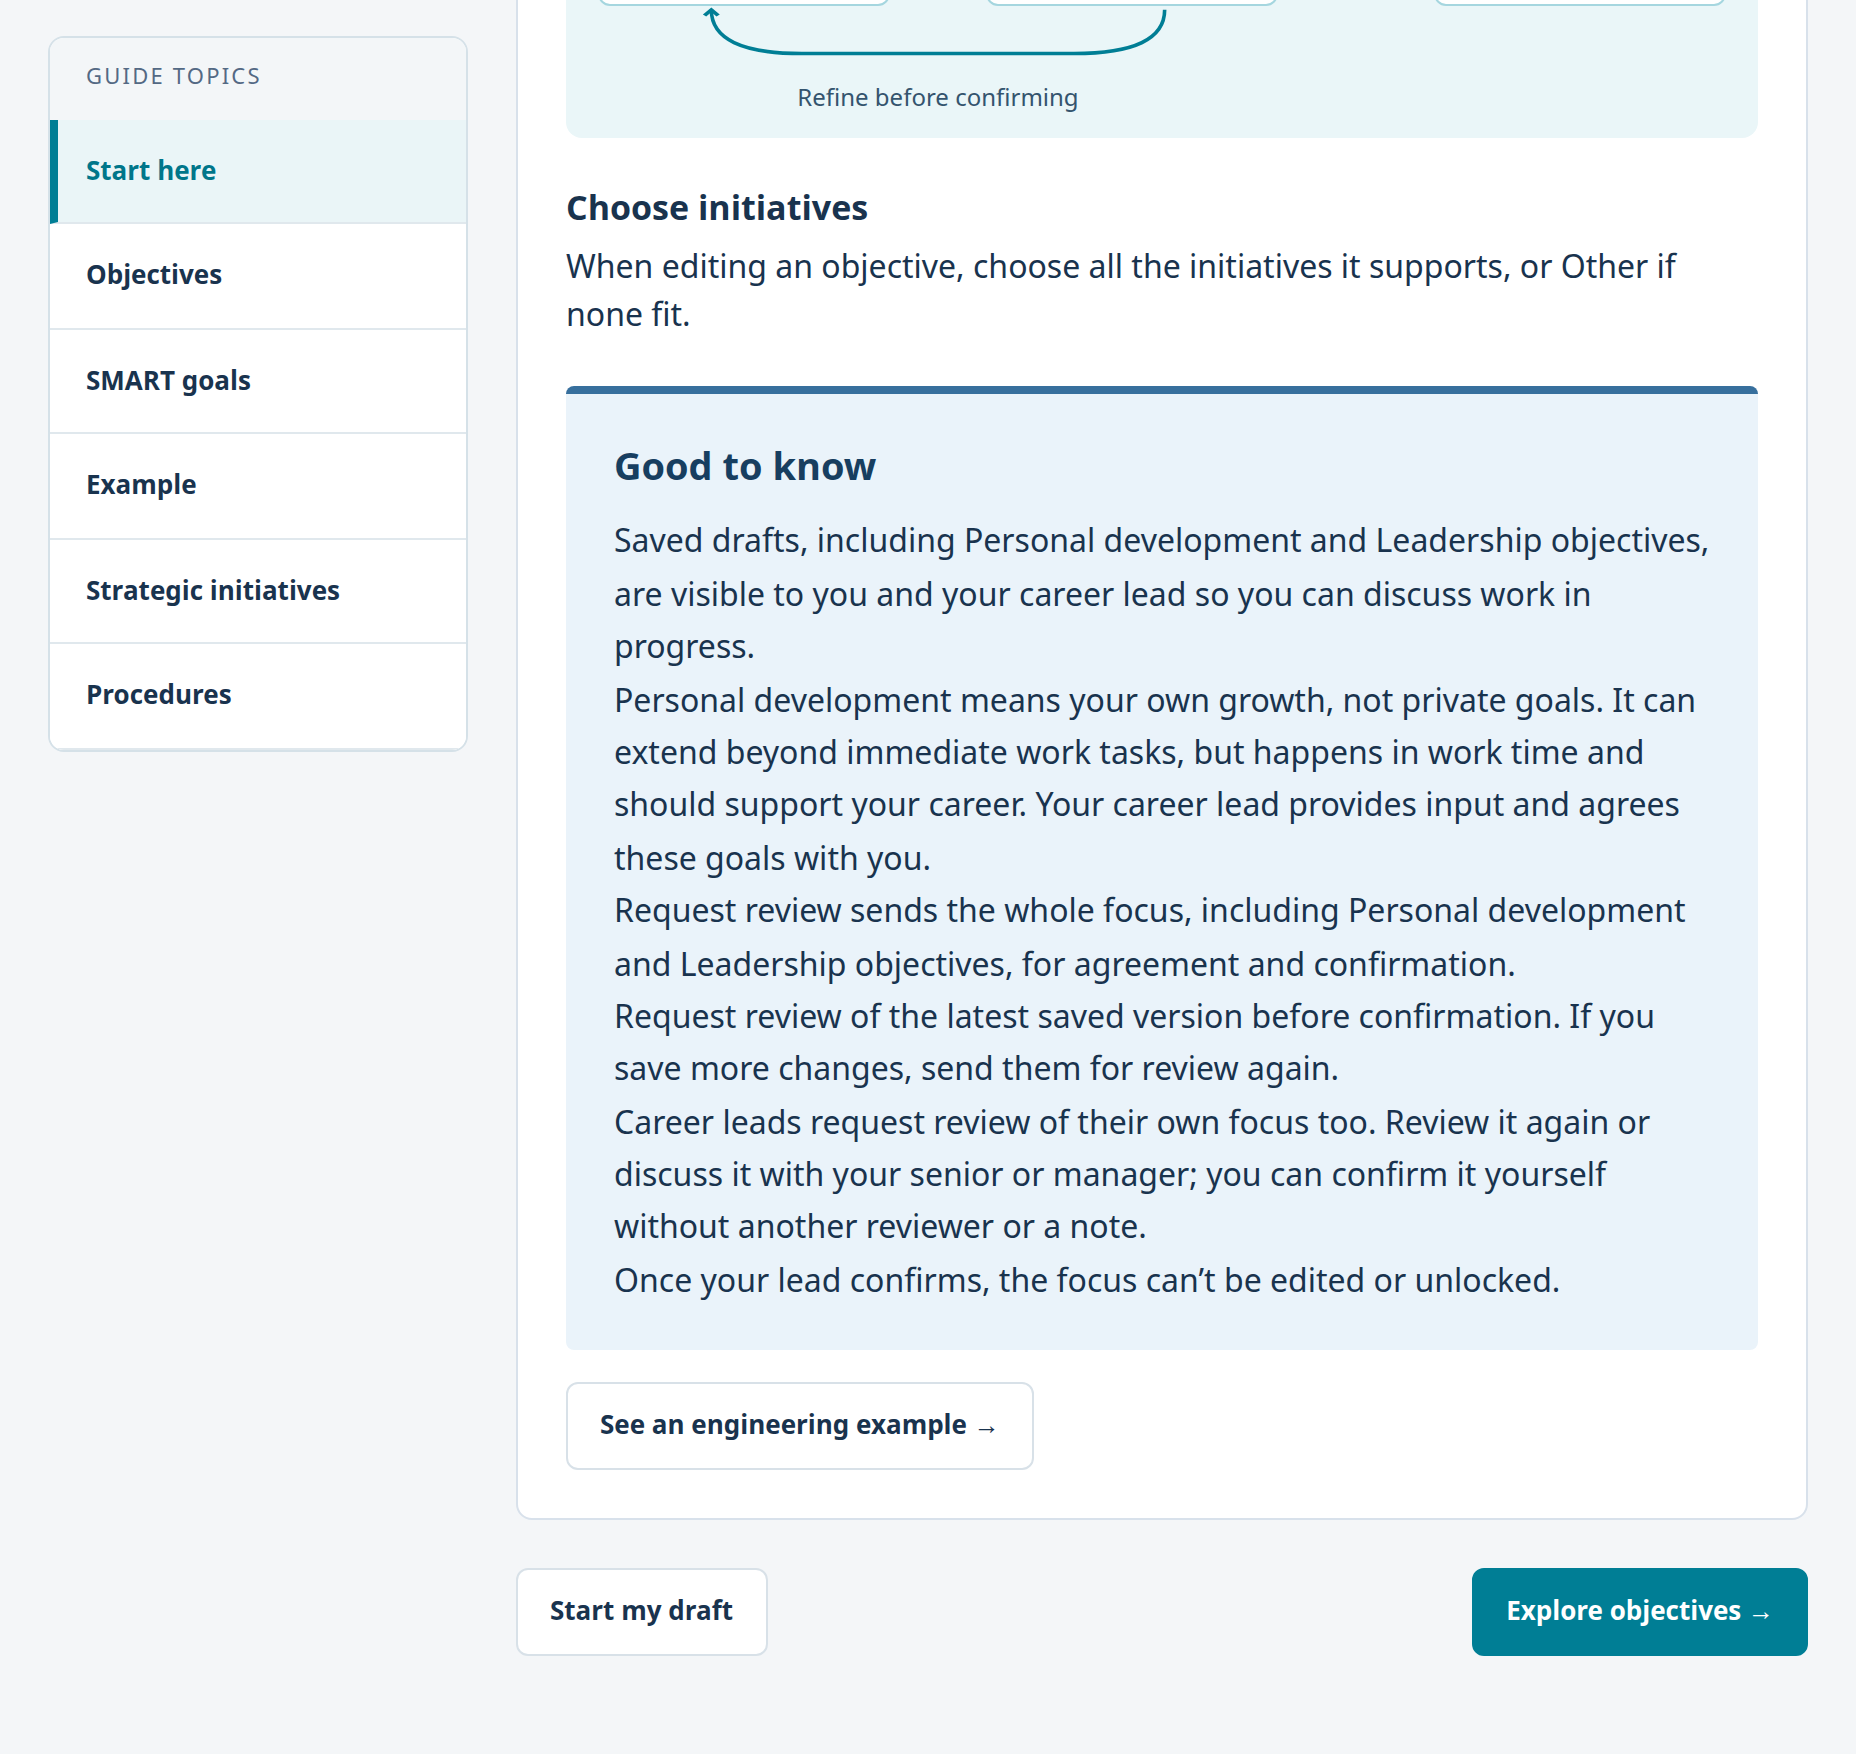 Refine before confirming
GUIDE TOPICS
Start here
Objectives
SMART goals
Example
Strategic initiatives
Procedures
Choose initiatives
When editing an objective, choose all the initiatives it supports, or Other if
none fit.
Good to know
Saved drafts, including Personal development and Leadership objectives,
are visible to you and your career lead so you can discuss work in
progress.
Personal development means your own growth, not private goals. It can
extend beyond immediate work tasks, but happens in work time and
should support your career. Your career lead provides input and agrees
these goals with you.
Request review sends the whole focus, including Personal development
and Leadership objectives, for agreement and confirmation.
Request review of the latest saved version before confirmation. If you
save more changes, send them for review again.
Career leads request review of their own focus too. Review it again or
discuss it with your senior or manager; you can confirm it yourself
without another reviewer or a note.
Once your lead confirms, the focus can’t be edited or unlocked.
See an engineering example →
Start my draft
Explore objectives →